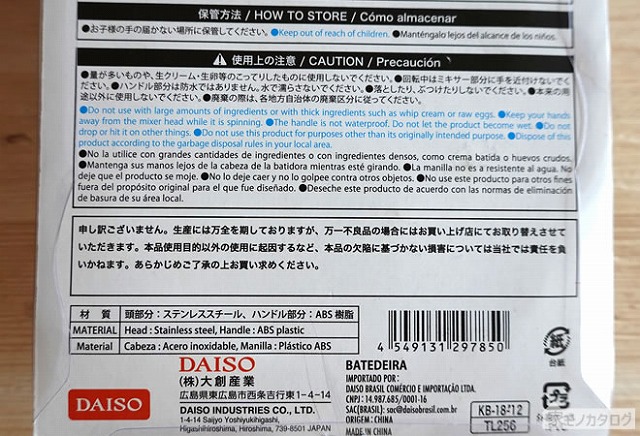 保管方法 / HOW TO STORE / Cómo almacenar
●お子様の手の届かない場所に保管してください。●Keep out of reach of children. ●Manténgalo lejos del alcance de los niños.
使用上の注意 / CAUTION / Precaución
●量が多いものや、生クリーム・生卵等のこってりしたものに使用しないでください。●回転中はミキサー部分に手を近付けないでく
ださい。●ハンドル部分は防水ではありません。水で濡らさないでください。●落としたり、ぶつけたりしないでください。●本来の用
途以外に使用しないでください。●廃棄の際は、各地方自治体の廃棄区分に従ってください。
●Do not use with large amounts of ingredients or with thick ingredients such as whip cream or raw eggs. ●Keep your hands
away from the mixer head while it is spinning. ●The handle is not waterproof. Do not let the product become wet. ●Do not
drop or hit it on other things. ●Do not use this product for purposes other than its originally intended purpose. ●Dispose of this
product according to the garbage disposal rules in your local area.
●No la utilice con grandes cantidades de ingredientes o con ingredientes densos, como crema batida o huevos crudos.
●Mantenga sus manos lejos de la cabeza de la batidora mientras esté girando. ●La manilla no es resistente al agua. No
deje que el producto se moje. ●No lo deje caer y no lo golpee contra otros objetos. ●No use este producto para otros fines
fuera del propósito original para el que fue diseñado. ●Deseche este producto de acuerdo con las normas de eliminación
de basura de su área local.
申し訳ございません。生産には万全を期しておりますが、万一不良品の場合にはお買い上げ店にてお取り替えさせて
いただきます。本品使用目的以外の使用に起因するなど、本品の欠陥に基づかない損害については当社では責任を負
いかねます。あらかじめご了承の上お買い求めください。
材 質 頭部分：ステンレススチール、ハンドル部分：ABS 樹脂
MATERIAL Head : Stainless steel, Handle : ABS plastic
Material Cabeza : Acero inoxidable, Manilla : Plástico ABS
4 549131 297850
紙
台紙
DAISO
DAISO
(株)大創産業
広島県東広島市西条吉行東1-4-14
DAISO INDUSTRIES CO., LTD.
1-4-14 Saijyo Yoshiyukihigashi,
Higashihiroshima, Hiroshima, 739-8501 JAPAN
BATEDEIRA
IMPORTADO POR :
DAISO BRASIL COMÉRCIO E IMPORTAÇÃO LTDA.
CNPJ : 14.987.685/0001-16
SAC(BRASIL): sac@daisobrasil.com.br
ORIGEM : CHINA
PRAZO DE VALIDADE : INDETERMINADO
KB-18-12
TL256
プラ
モノカタログ